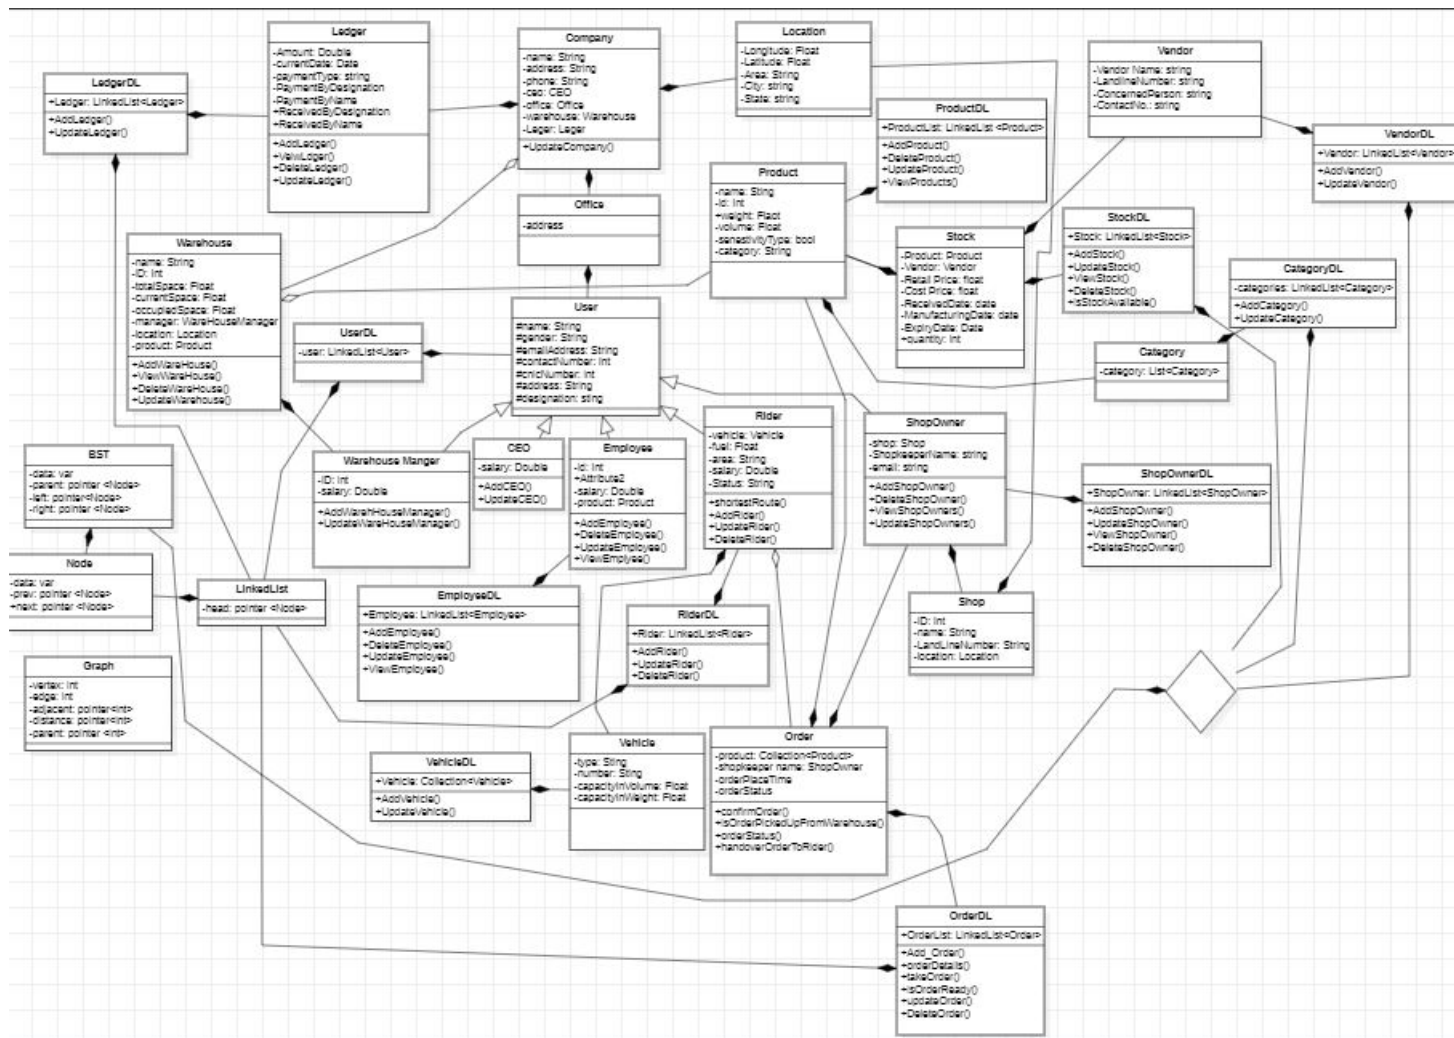 Ledger
-Amount: Double
-currentDate: Date
-paymentType: string
-PaymentByDesignation
-PaymentByName
+ReceivedByDesignation
+ReceivedByName
+AddLedger()
+VeiwLdger()
+DeleteLedger()
+UpdateLedger()
Company
-name: String
-address: String
-phone: String
-ceo: CEO
-office: Office
-warehouse: Warehouse
-Leger: Leger
+UpdateCompany()
Location
-Longitude: Float
-Latitude: Float
-Area: String
-City: string
-State: string
Vendor
-Vendor Name: string
-LandlineNumber: string
-ConcernedPerson: string
-ContactNo.: string
LedgerDL
+Ledger: LinkedList<Ledger>
+AddLedger()
+UpdateLedger()
ProductDL
+ProductList: LinkedList <Product>
+AddProduct()
+DeleteProduct()
+UpdateProduct()
+ViewProducts()
VendorDL
+Vendor: LinkedList<Vendor>
+AddVendor()
+UpdateVendor()
Product
-name: Sting
-id: Int
+weight: Flaot
-volume: Float
-senestivityType: bool
-category: String
Office
-address
StockDL
+Stock: LinkedList<Stock>
+AddStock()
+UpdateStock()
+ViewStock()
+DeleteStock()
+isStockAvailable()
Warehouse
-name: String
-ID: Int
-totalSpace: Float
-currentSpace: Float
-occupiedSpace: Float
-manager: WareHouseManager
-location: Location
-product: Product
+AddWareHouse()
+ViewWareHouse()
+DeleteWareHouse()
+UpdateWarehouse()
Stock
-Product: Product
-Vendor: Vendor
-Retail Price: float
-Cost Price: float
-ReceivedDate: date
-ManufacturingDate: date
-ExpiryDate: Date
+quantity: Int
CategoryDL
-categories: LinkedList<Category>
+AddCategory()
+UpdateCategory()
User
#name: String
#gender: String
#emailAddress: String
#contactNumber: Int
#cnicNumber: Int
#address: String
#designation: sting
UserDL
-user: LinkedList<User>
Category
-category: List<Category>
BST
-data: var
-parent: pointer <Node>
-left: pointer<Node>
-right: pointer <Node>
Warehouse Manger
-ID: Int
-salary: Double
+AddWarehHouseManager()
+UpdateWareHouseManager()
CEO
-salary: Double
+AddCEO()
+UpdateCEO()
Employee
-id: Int
+Attribute2
-salary: Double
-product: Product
+AddEmployee()
+DeleteEmployee()
+UpdateEmployee()
+ViewEmplyee()
Rider
-vehicle: Vehicle
-fuel: Float
-area: String
-salary: Double
-Status: String
+shortestRoute()
+AddRider()
+UpdateRider()
+DeleteRider()
ShopOwner
-shop: Shop
-ShopkeeperName: string
-email: string
+AddShopOwner()
+DeleteShopOwner()
+ViewShopOwners()
+UpdateShopOwners()
ShopOwnerDL
+ShopOwner: LinkedList<ShopOwner>
+AddShopOwner()
+UpdateShopOwner()
+ViewShopOwner()
+DeleteShopOwner()
Node
-data: var
-prev: pointer <Node>
+next: pointer <Node>
LinkedList
-head: pointer <Node>
EmployeeDL
+Employee: LinkedList<Employee>
+AddEmployee()
+DeleteEmployee()
+UpdateEmployee()
+ViewEmployee()
RiderDL
+Rider: LinkedList<Rider>
+AddRider()
+UpdateRider()
+DeleteRider()
Shop
-ID: Int
-name: String
-LandLineNumber: String
-location: Location
Graph
-vertex: Int
-edge: Int
-adjacent: pointer<int>
-distance: pointer<int>
-parent: pointer <int>
VehicleDL
+Vehicle: Collection<Vehicle>
+AddVehicle()
+UpdateVehicle()
Vehicle
-type: Sting
-number: Sting
-capacityInVolume: Float
-capacityInWeight: Float
Order
-product: Collection<Product>
-shopkeeper name: ShopOwner
-orderPlaceTime
-orderStatus
+confirmOrder()
+isOrderPickedUpFromWarehouse()
+orderStatus()
+handoverOrderToRider()
OrderDL
+OrderList: LinkedList<Order>
+Add_Order()
+orderDetails()
+takeOrder()
+isOrderReady()
+updateOrder()
+DeleteOrder()